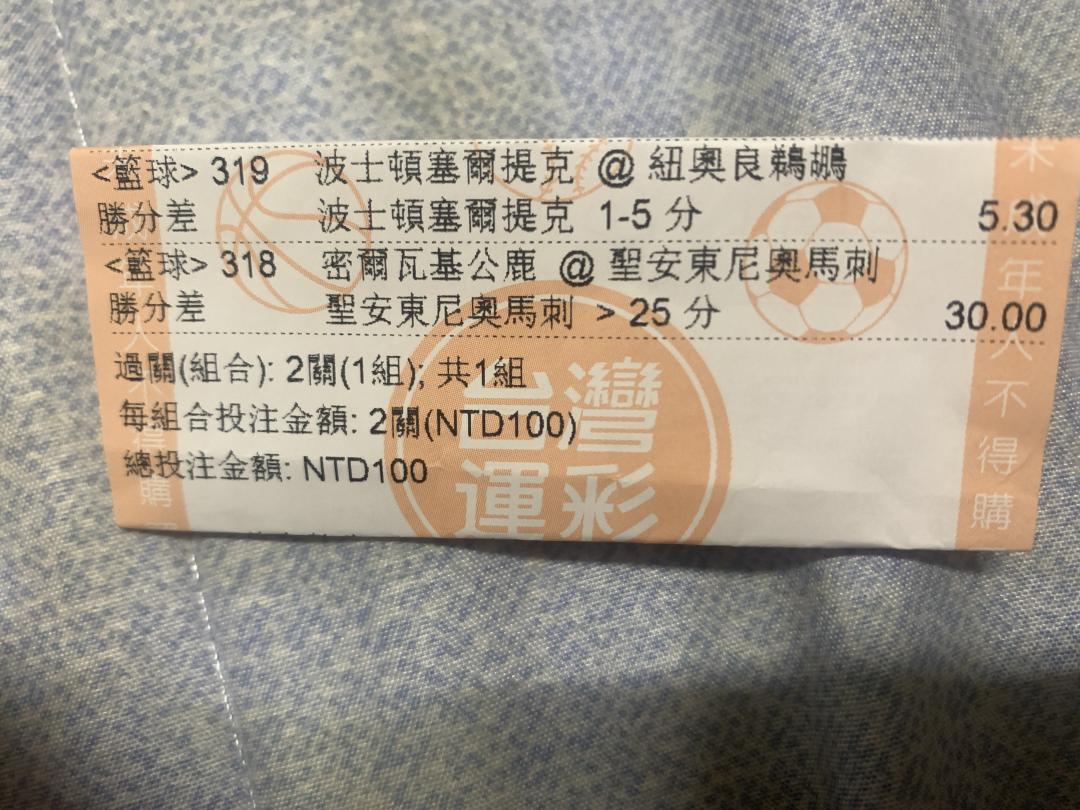 <籃球> 319 波士頓塞爾提克 @ 紐奧良鵜鶘
勝分差 波士頓塞爾提克 1-5 分 5.30
<籃球> 318 密爾瓦基公鹿 @ 聖安東尼奧馬刺
勝分差 聖安東尼奧馬刺 > 25 分 30.00
過關(組合): 2關(1組), 共1組
每組合投注金額: 2關(NTD100)
總投注金額: NTD100
台灣
運彩
未成年人不得購